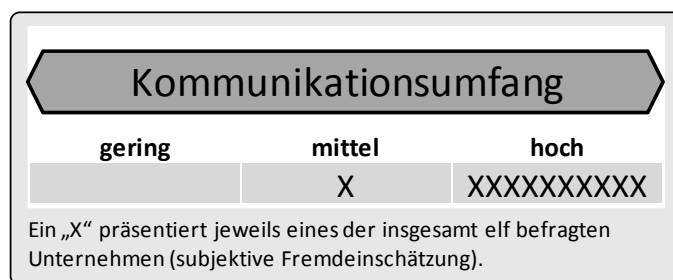 Kommunikationsumfang
gering mittel hoch
X XXXXXXXXXX
Ein „X“ präsentiert jeweils eines der insgesamt elf befragten
Unternehmen (subjektive Fremdeinschätzung).